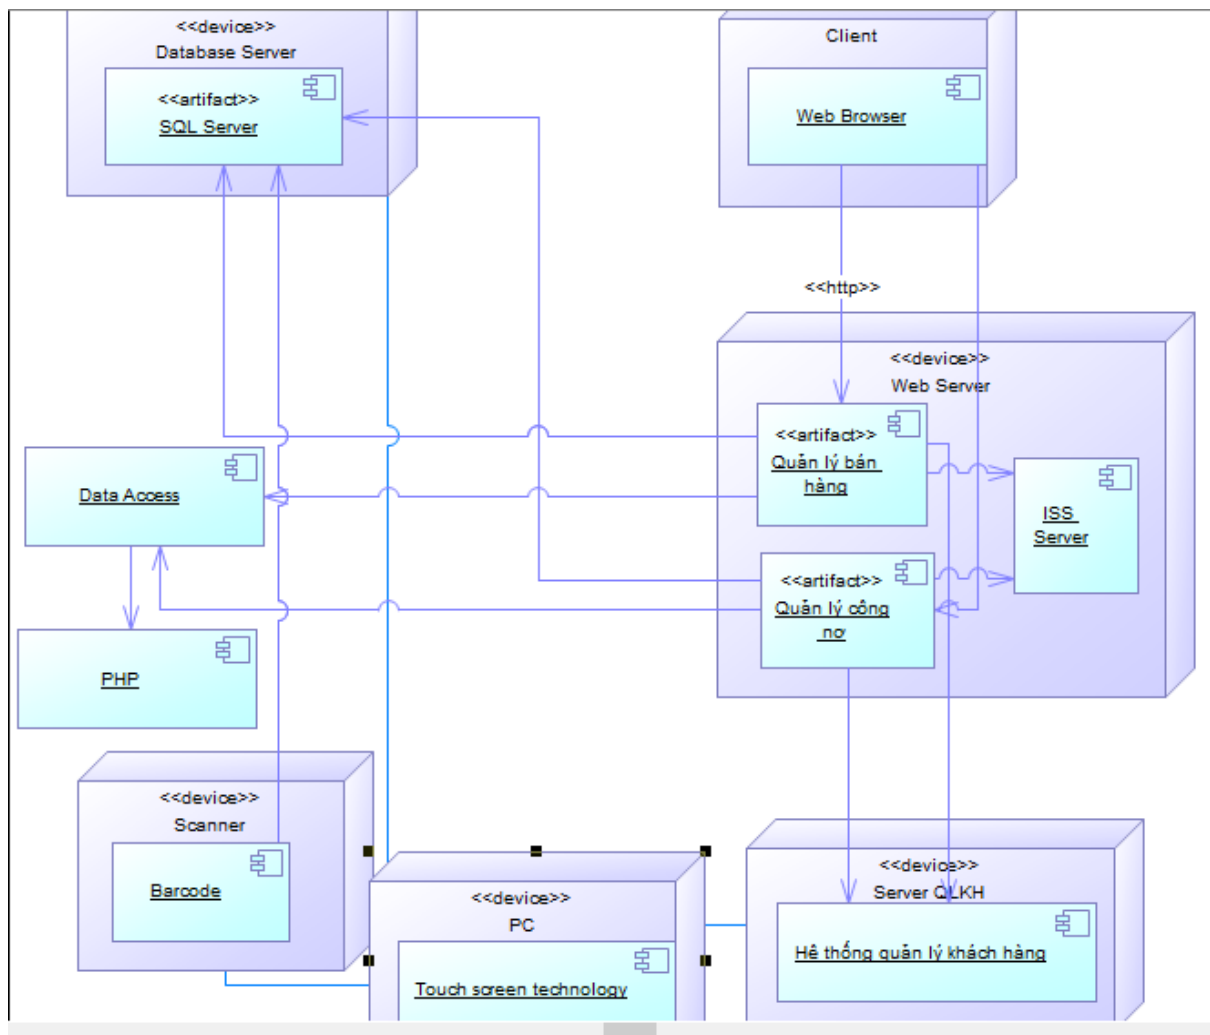 <<device>>
Database Server
<<artifact>>
SQL Server
Client
Web Browser
<<http>>
<<device>>
Web Server
<<artifact>>
Quản lý bán
hàng
ISS
Server
<<artifact>>
Quản lý công
nợ
Data Access
PHP
<<device>>
Scanner
Barcode
<<device>>
PC
Touch screen technology
<<device>>
Server QLKH
Hê thống quản lý khách hàng